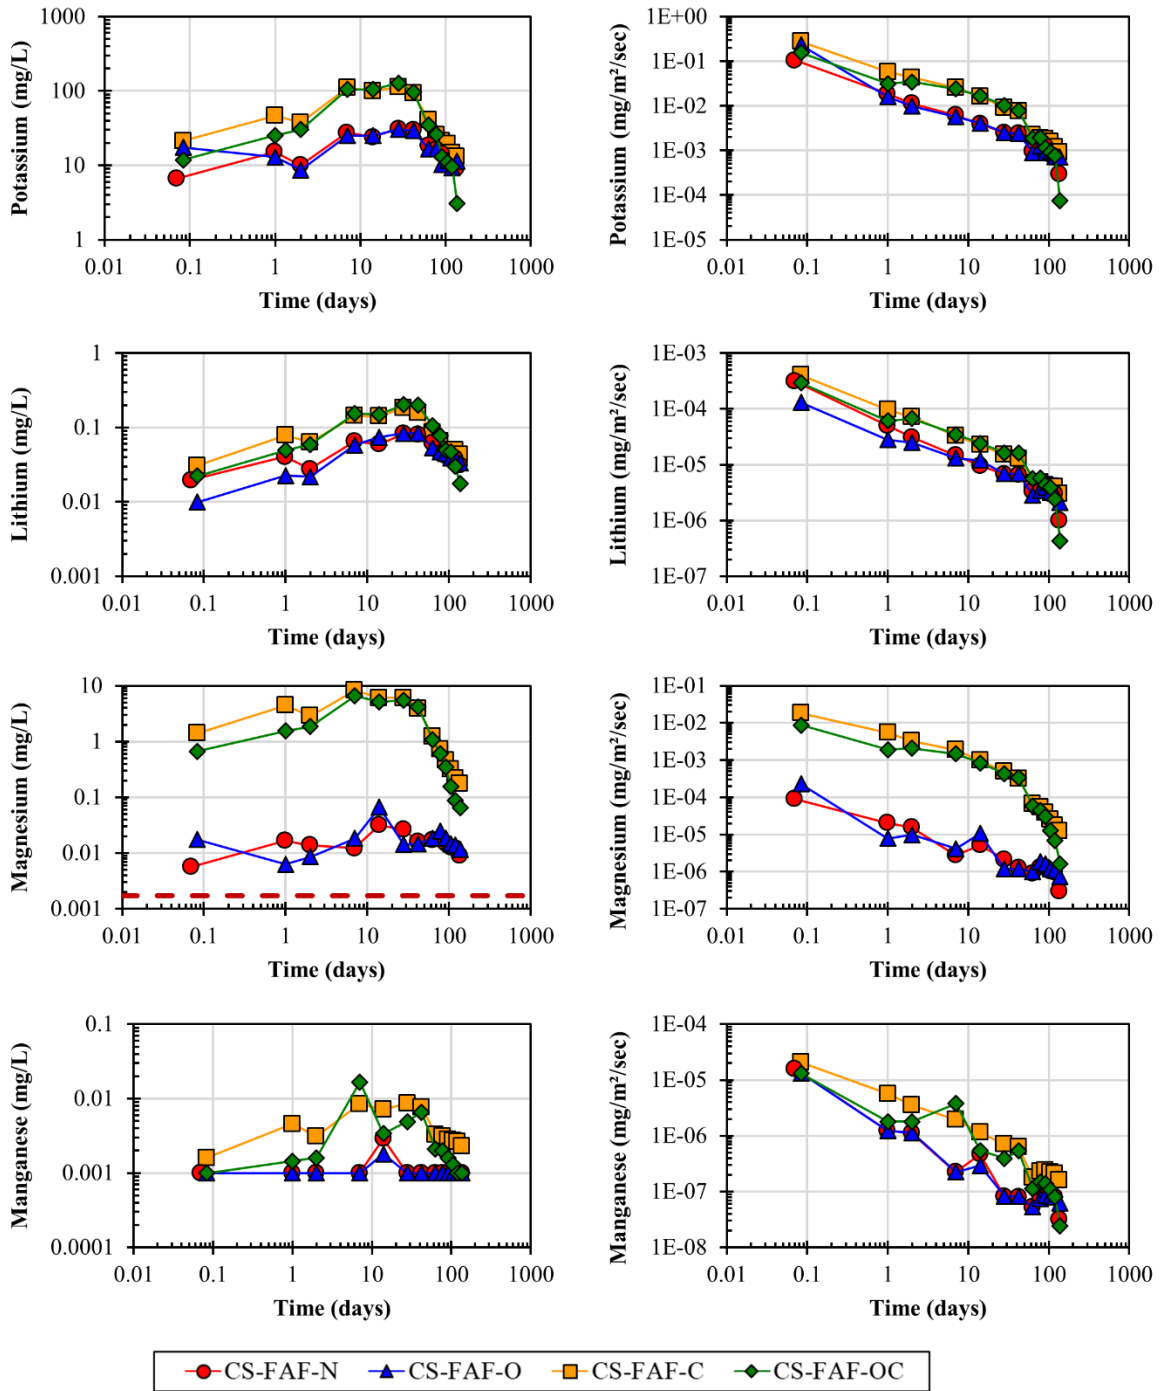 Potassium (mg/L)
1000
100
10
1
0.01 0.1 1 10 100 1000
Time (days)
Potassium (mg/m²/sec)
1E+00
1E-01
1E-02
1E-03
1E-04
1E-05
0.01 0.1 1 10 100 1000
Time (days)
Lithium (mg/L)
1
0.1
0.01
0.001
0.01 0.1 1 10 100 1000
Time (days)
Lithium (mg/m²/sec)
1E-03
1E-04
1E-05
1E-06
1E-07
0.01 0.1 1 10 100 1000
Time (days)
Magnesium (mg/L)
10
1
0.1
0.01
0.001
0.01 0.1 1 10 100 1000
Time (days)
Magnesium (mg/m²/sec)
1E-01
1E-02
1E-03
1E-04
1E-05
1E-06
1E-07
0.01 0.1 1 10 100 1000
Time (days)
Manganese (mg/L)
0.1
0.01
0.001
0.0001
0.01 0.1 1 10 100 1000
Time (days)
Manganese (mg/m²/sec)
1E-04
1E-05
1E-06
1E-07
1E-08
0.01 0.1 1 10 100 1000
Time (days)
CS-FAF-N CS-FAF-O CS-FAF-C CS-FAF-OC